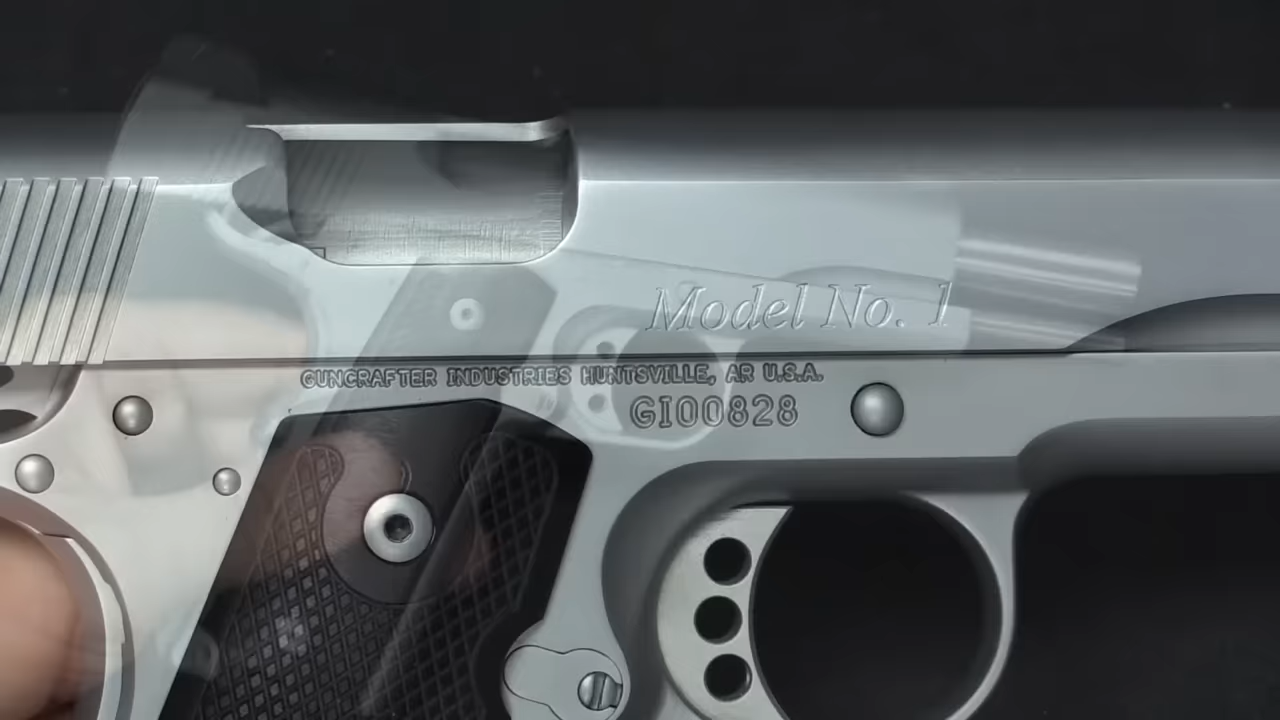 Model No. 1
GUNCRAFTER INDUSTRIES HUNTSVILLE, AR U.S.A.
GI00828